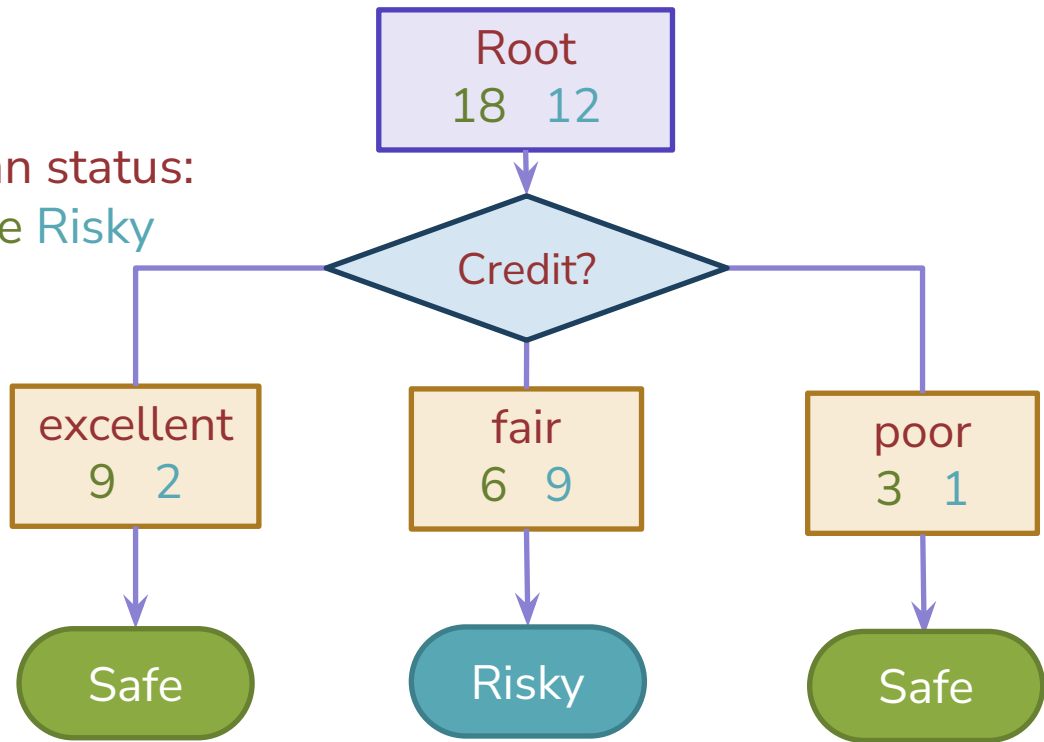 Root
18 12
status:
Risky
Credit?
excellent
9 2
fair
6 9
poor
3 1
Safe
Risky
Safe